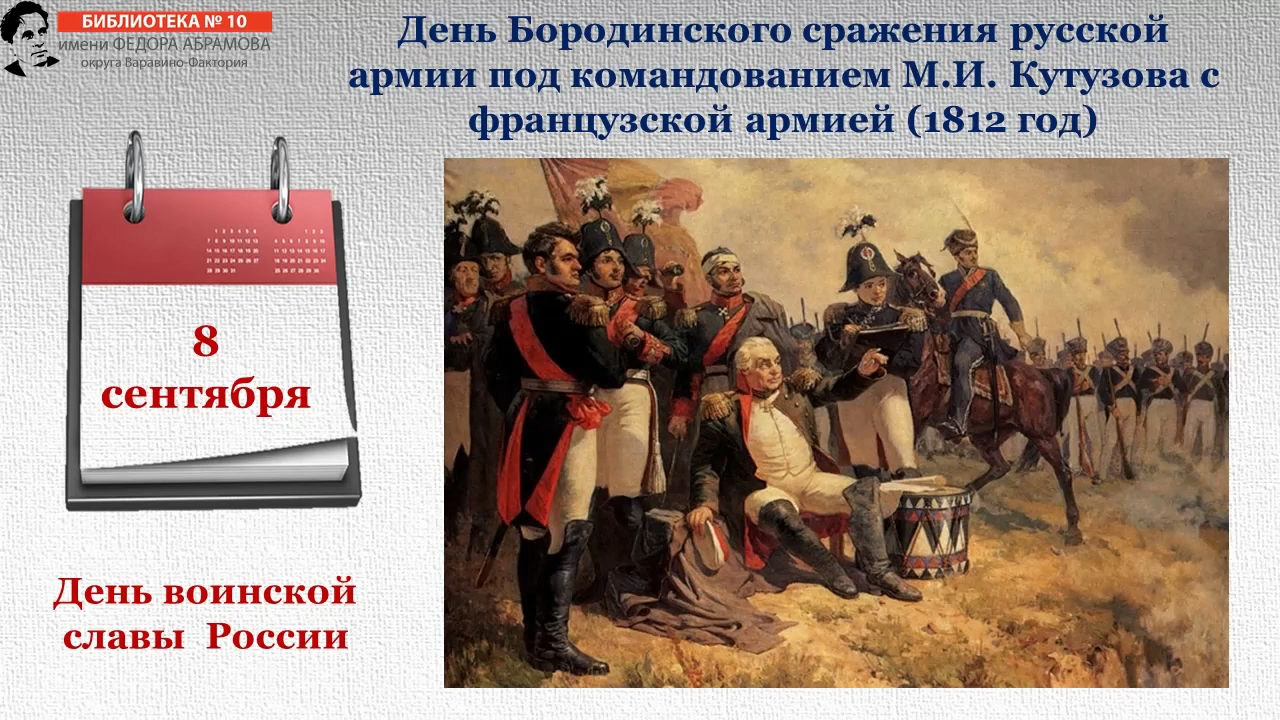 БИБЛИОТЕКА № 10
имени ФЕДОРА АБРАМОВА
округа Варавино-Фактория
День Бородинского сражения русской
армии под командованием М.И. Кутузова с
французской армией (1812 год)
8
сентября
День воинской
славы России